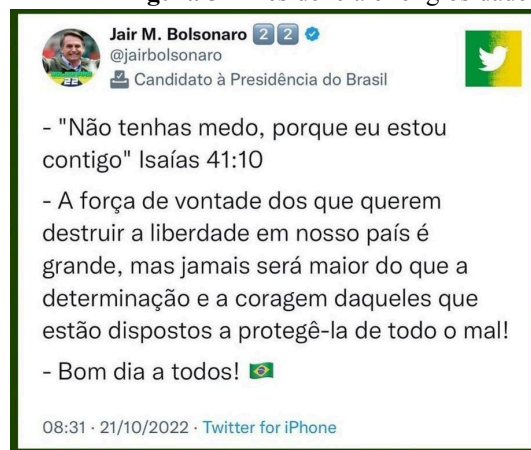 Jair M. Bolsonaro 2️⃣2️⃣
@jairbolsonaro
Candidato à Presidência do Brasil
- "Não tenhas medo, porque eu estou
contigo" Isaías 41:10
- A força de vontade dos que querem
destruir a liberdade em nosso país é
grande, mas jamais será maior do que a
determinação e a coragem daqueles que
estão dispostos a protegê-la de todo o mal!
- Bom dia a todos! 🇧🇷
08:31 · 21/10/2022 · Twitter for iPhone